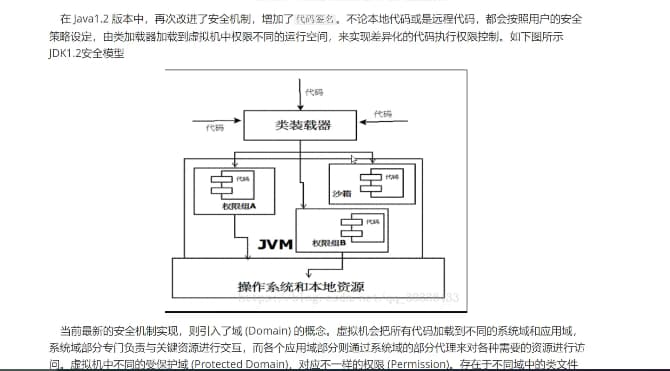 在 Java1.2 版本中，再次改进了安全机制，增加了代码签名。不论本地代码或是远程代码，都会按照用户的安全
策略设定，由类加载器加载到虚拟机中权限不同的运行空间，来实现差异化的代码执行权限控制。如下图所示
JDK1.2安全模型
代码
代码
代码
类装载器
代码
代码
沙箱
权限组A
代码
JVM
权限组B
操作系统和本地资源
当前最新的安全机制实现，则引入了域 (Domain) 的概念。虚拟机会把所有代码加载到不同的系统域和应用域，
系统域部分专门负责与关键资源进行交互，而各个应用域部分则通过系统域的部分代理来对各种需要的资源进行访
问。虚拟机中不同的受保护域 (Protected Domain)，对应不一样的权限 (Permission)。存在于不同域中的类文件